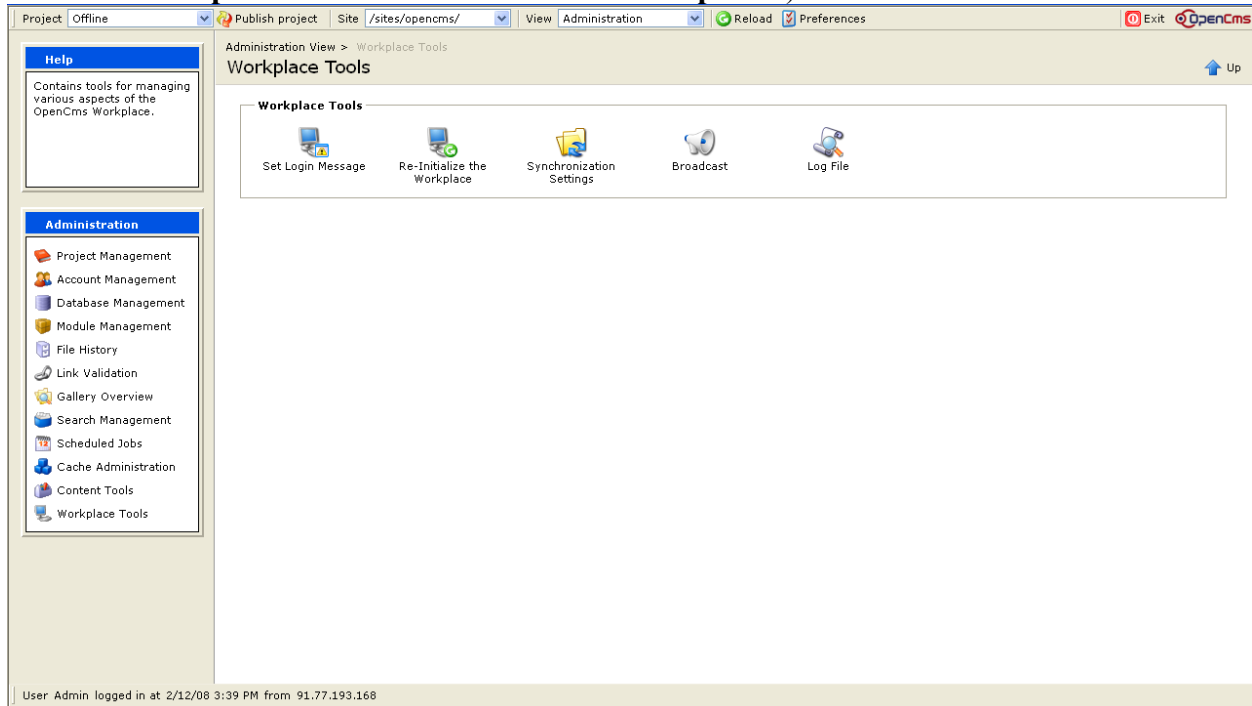 Project Offline Publish project Site /sites/opencms/ View Administration Reload Preferences Exit OpenCms
Help
Contains tools for managing
various aspects of the
OpenCms Workplace.
Administration
Project Management
Account Management
Database Management
Module Management
File History
Link Validation
Gallery Overview
Search Management
Scheduled Jobs
Cache Administration
Content Tools
Workplace Tools
Administration View > Workplace Tools
Workplace Tools
Up
Workplace Tools
Set Login Message
Re-Initialize the
Workplace
Synchronization
Settings
Broadcast
Log File
User Admin logged in at 2/12/08 3:39 PM from 91.77.193.168